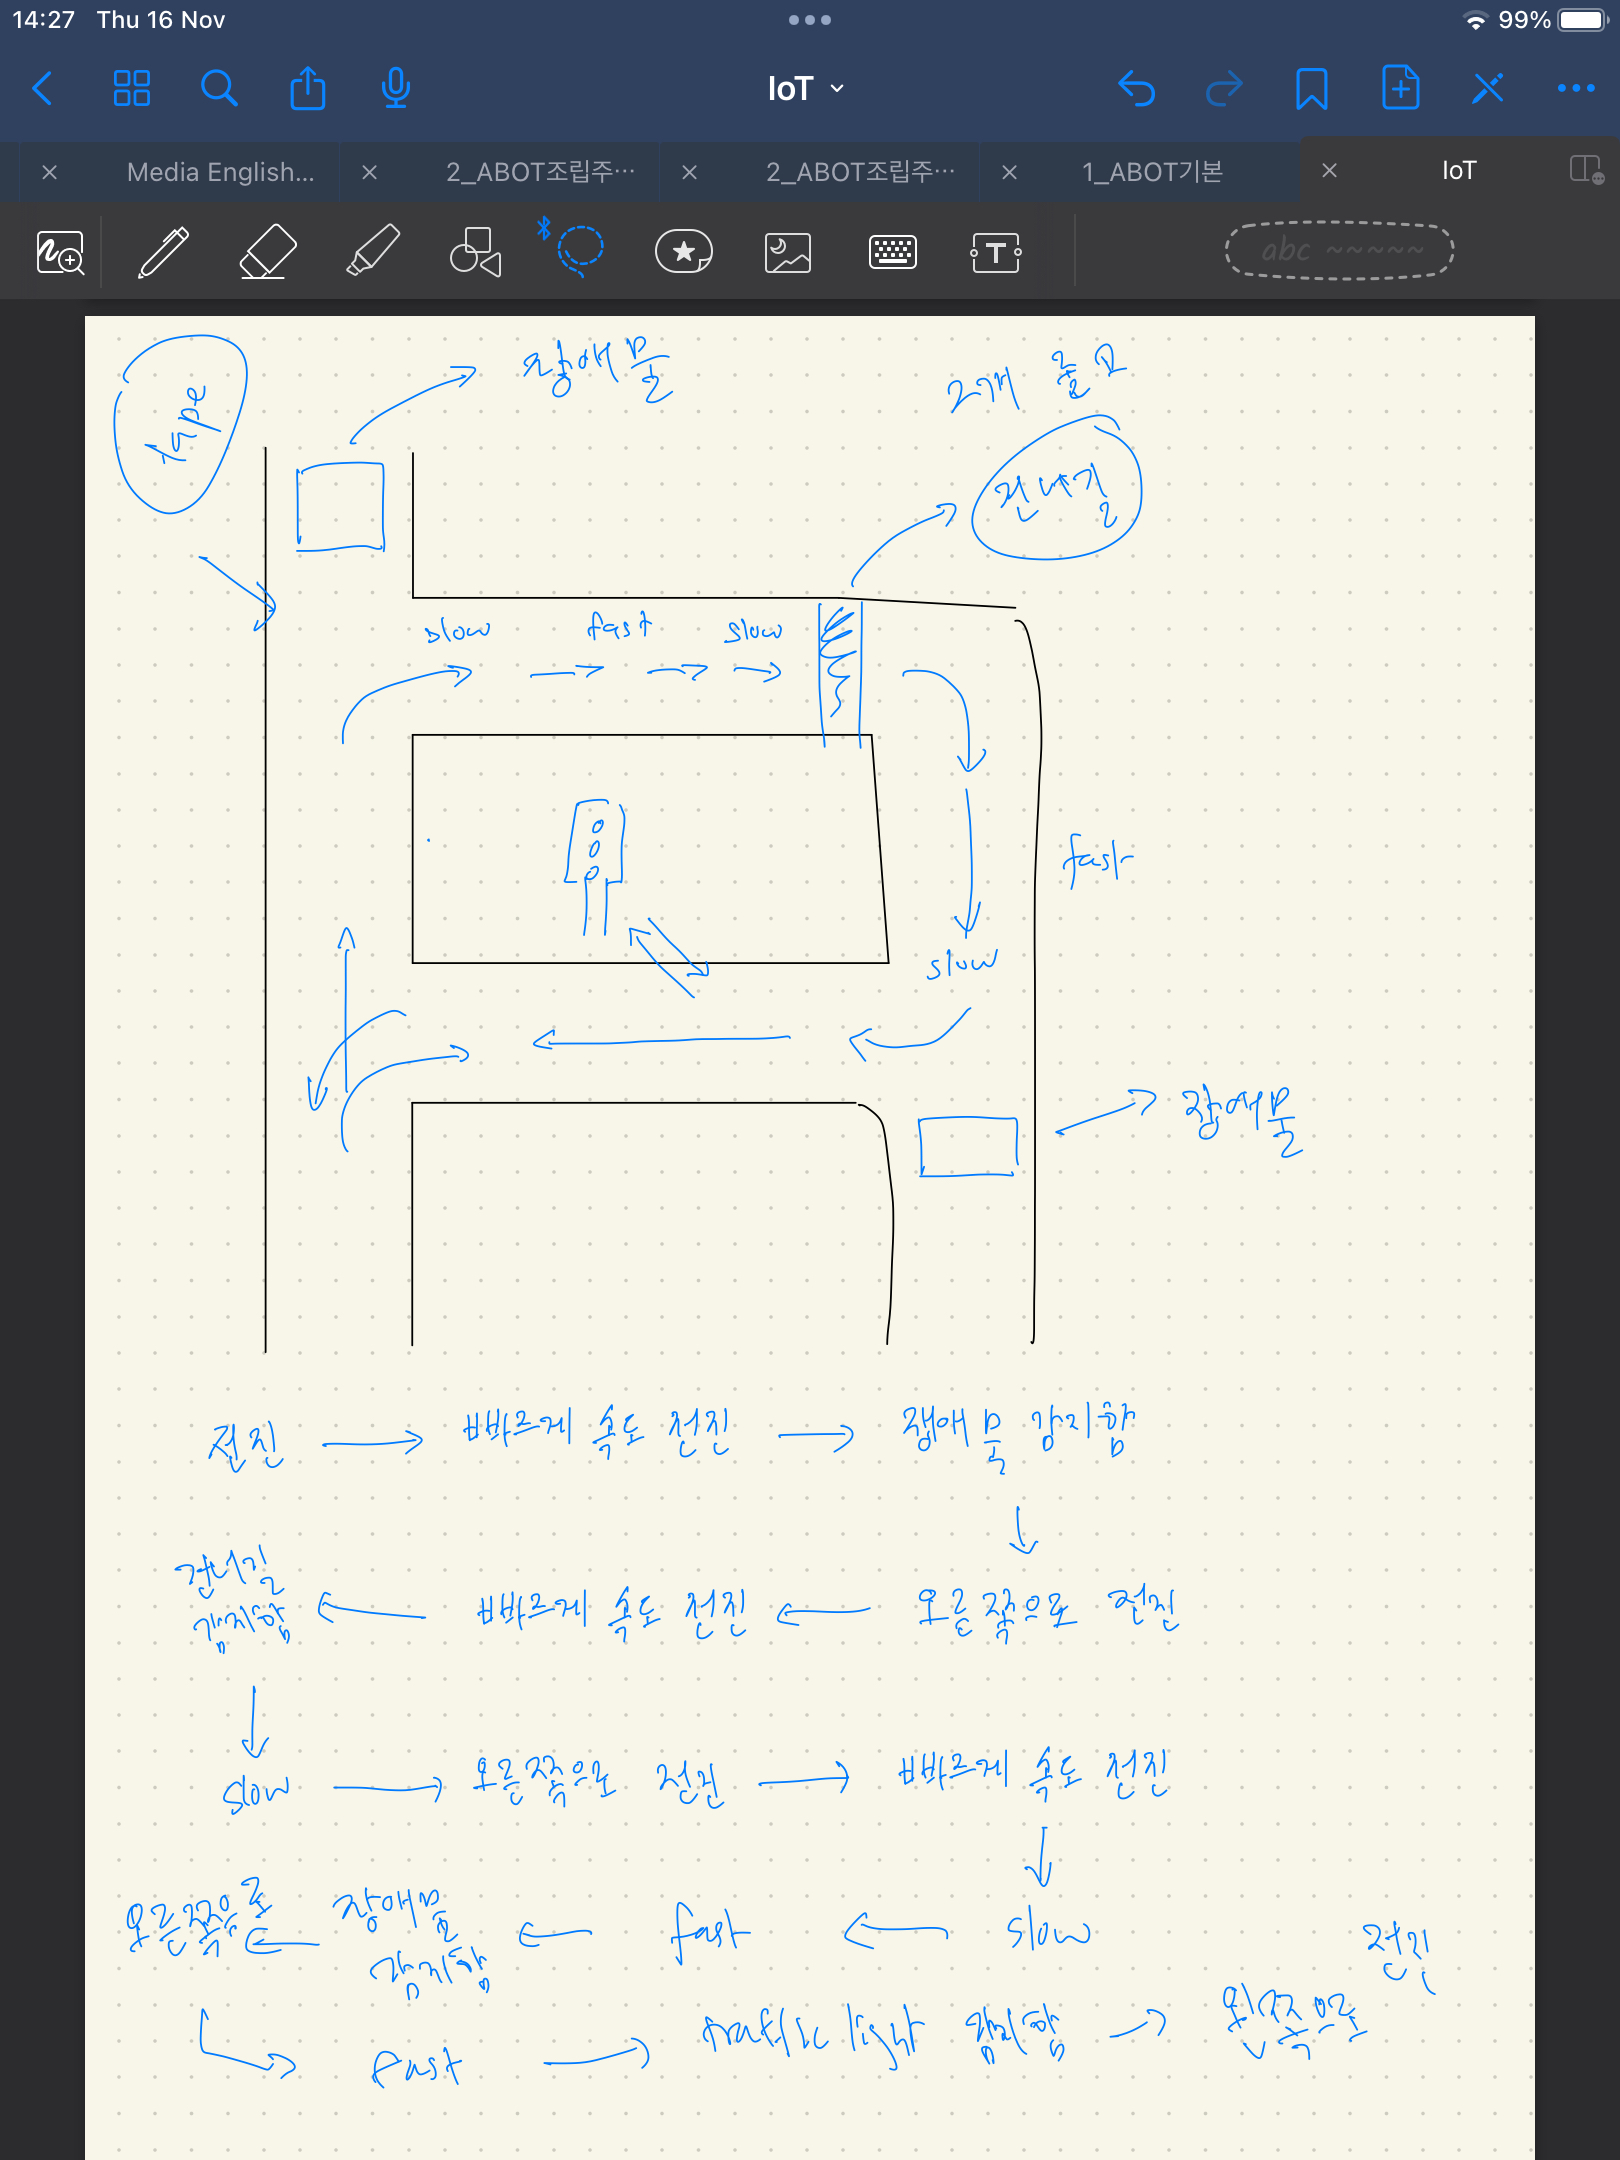 14:27 Thu 16 Nov 99%
IoT
Media English... 2_ABOT조립주... 2_ABOT조립주... 1_ABOT기본 IoT
abc ~~~~~
장애물
tape
2개 필요
건너길
slow fast slow
fast
slow
장애물
전진 → 빠르게 속도 전진 → 장애물 감지함
건너길 감지함 ← 빠르게 속도 전진 ← 오른쪽으로 전진
slow → 오른쪽으로 전진 → 빠르게 속도 전진
오른쪽으로 ← 장애물 감지함 ← fast ← slow
fast → traffic light 감지함 → 왼쪽으로 전진